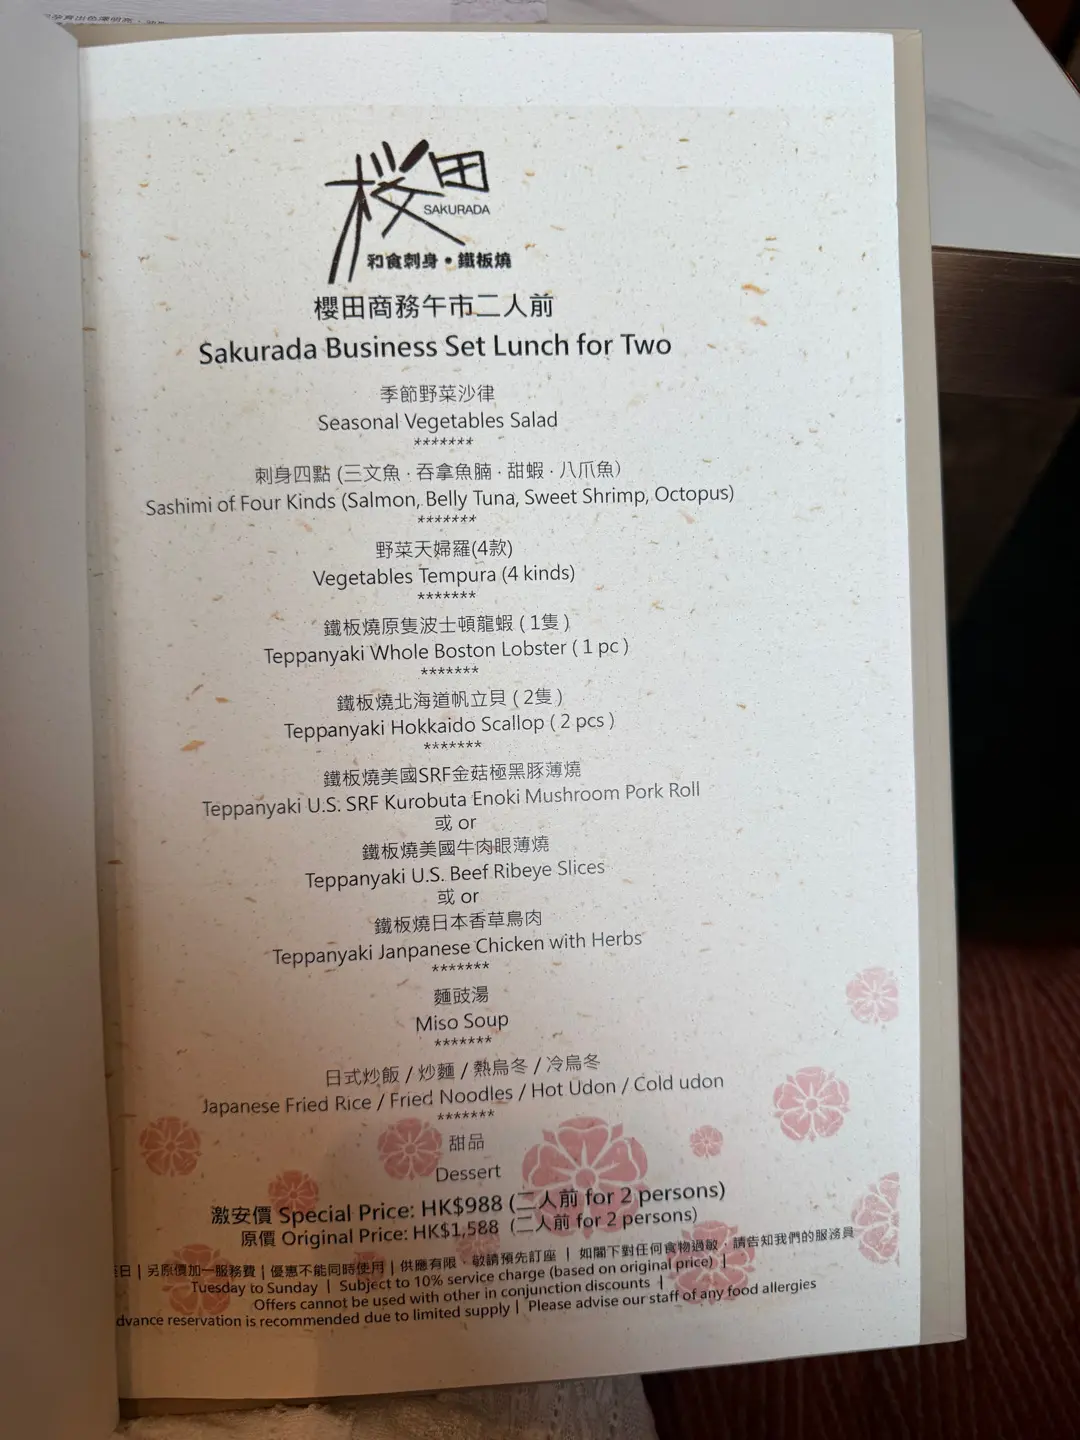 桜田
SAKURADA
和食刺身・鐵板燒
櫻田商務午市二人前
Sakurada Business Set Lunch for Two
季節野菜沙律
Seasonal Vegetables Salad
*******
刺身四點 (三文魚 · 吞拿魚腩 · 甜蝦 · 八爪魚)
Sashimi of Four Kinds (Salmon, Belly Tuna, Sweet Shrimp, Octopus)
*******
野菜天婦羅(4款)
Vegetables Tempura (4 kinds)
*******
鐵板燒原隻波士頓龍蝦 ( 1隻 )
Teppanyaki Whole Boston Lobster ( 1 pc )
*******
鐵板燒北海道帆立貝 ( 2隻 )
Teppanyaki Hokkaido Scallop ( 2 pcs )
*******
鐵板燒美國SRF金菇極黑豚薄燒
Teppanyaki U.S. SRF Kurobuta Enoki Mushroom Pork Roll
或 or
鐵板燒美國牛肉眼薄燒
Teppanyaki U.S. Beef Ribeye Slices
或 or
鐵板燒日本香草鳥肉
Teppanyaki Janpanese Chicken with Herbs
*******
麵豉湯
Miso Soup
*******
日式炒飯 / 炒麵 / 熱烏冬 / 冷烏冬
Japanese Fried Rice / Fried Noodles / Hot Udon / Cold udon
*******
甜品
Dessert
激安價 Special Price: HK$988 (二人前 for 2 persons)
原價 Original Price: HK$1,588 (二人前 for 2 persons)
日 | 另原價加一服務費 | 優惠不能同時使用 | 供應有限、敬請預先訂座 | 如閣下對任何食物過敏，請告知我們的服務員
Tuesday to Sunday | Subject to 10% service charge (based on original price) |
Offers cannot be used with other in conjunction discounts |
dvance reservation is recommended due to limited supply | Please advise our staff of any food allergies